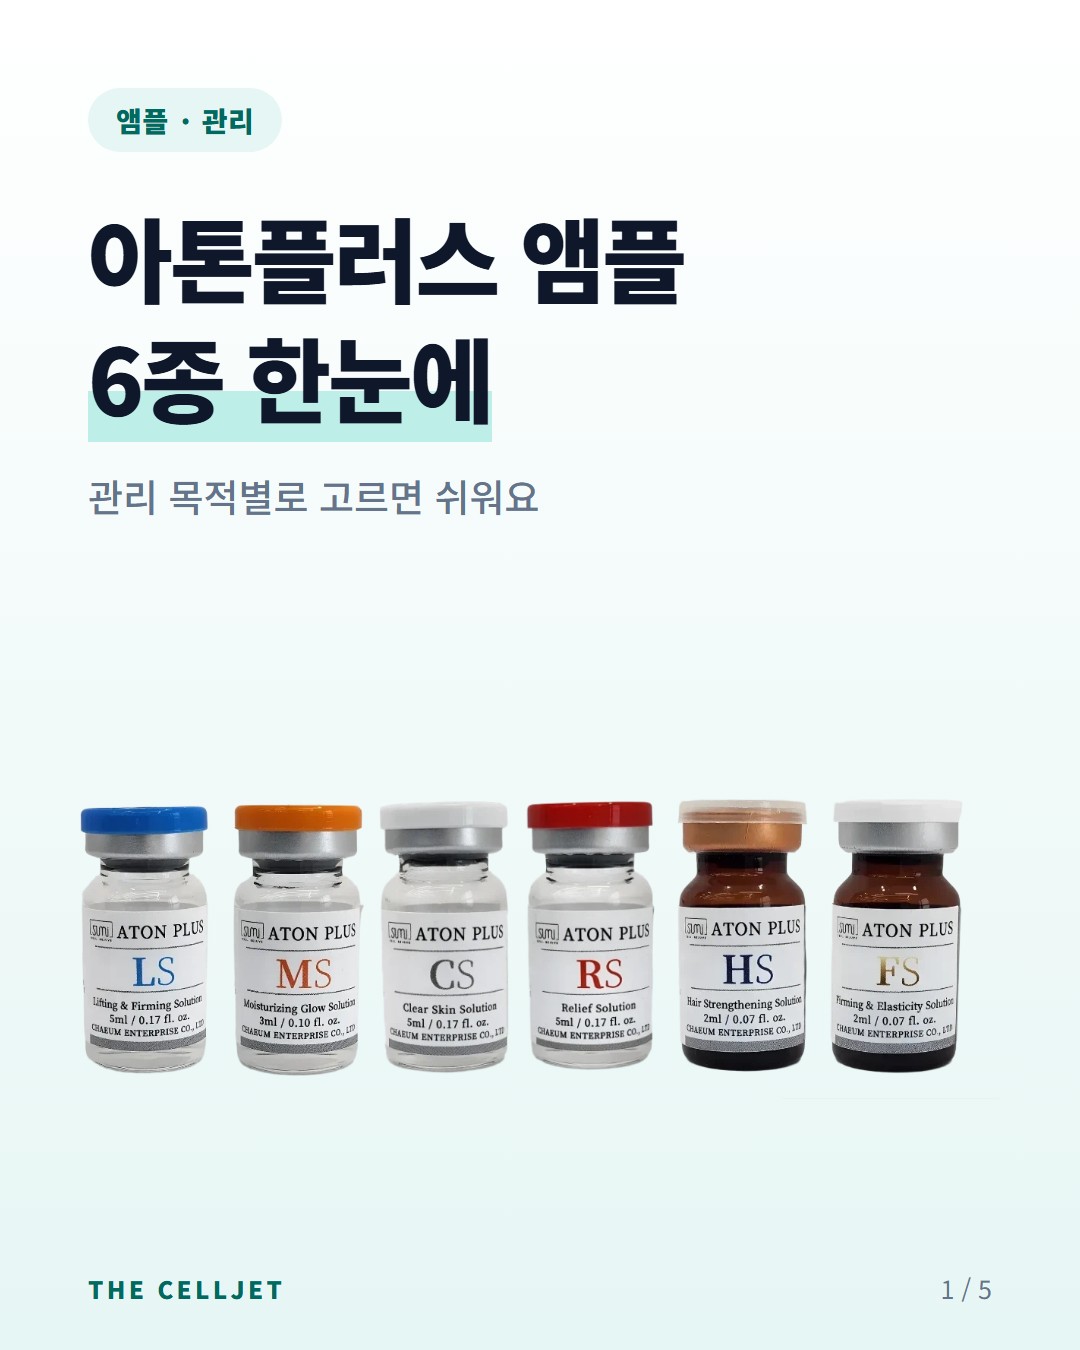 앰플 · 관리
아톤플러스 앰플
6종 한눈에
관리 목적별로 고르면 쉬워요
sumi ATON PLUS
LS
Lifting & Firming Solution
5ml / 0.17 fl. oz.
CHAEUM ENTERPRISE CO., LTD
sumi ATON PLUS
MS
Moisturizing Glow Solution
3ml / 0.10 fl. oz.
CHAEUM ENTERPRISE CO., LTD
sumi ATON PLUS
CS
Clear Skin Solution
5ml / 0.17 fl. oz.
CHAEUM ENTERPRISE CO., LTD
sumi ATON PLUS
RS
Relief Solution
5ml / 0.17 fl. oz.
CHAEUM ENTERPRISE CO., LTD
sumi ATON PLUS
HS
Hair Strengthening Solution
2ml / 0.07 fl. oz.
CHAEUM ENTERPRISE CO., LTD
sumi ATON PLUS
FS
Firming & Elasticity Solution
2ml / 0.07 fl. oz.
CHAEUM ENTERPRISE CO., LTD
THE CELLJET
1 / 5